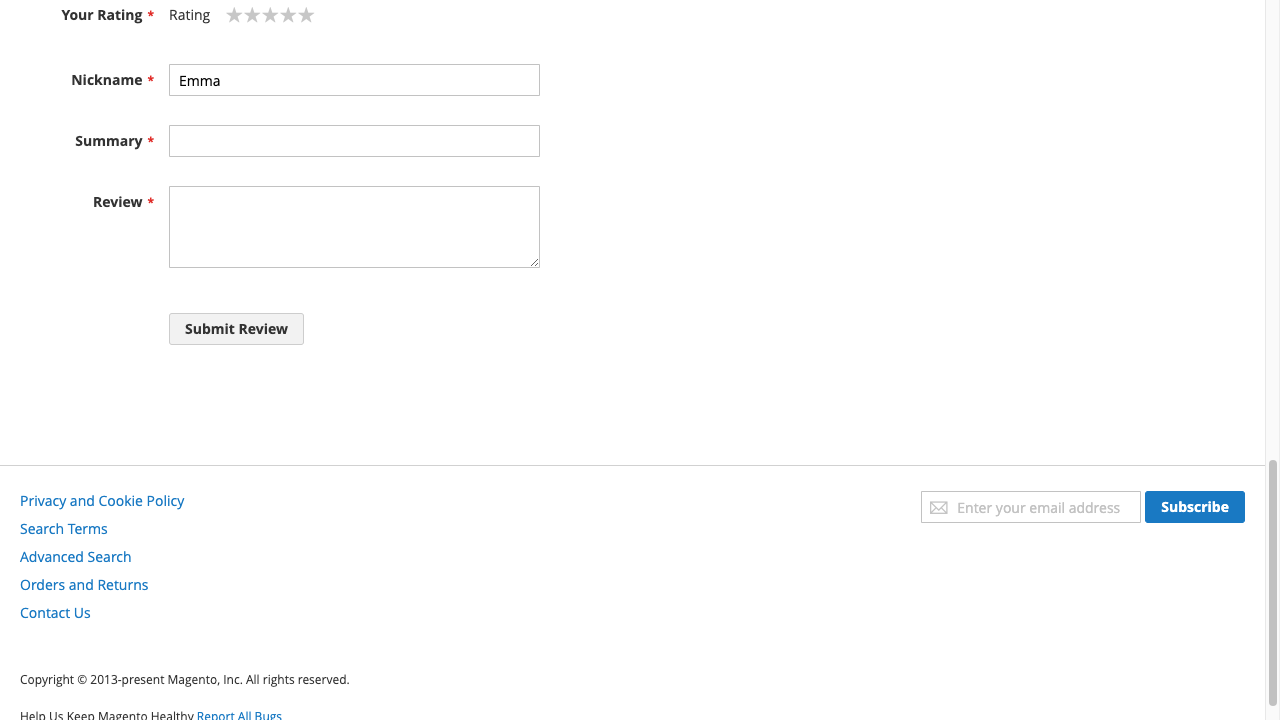 Your Rating * Rating
Nickname * Emma
Summary *
Review *
Submit Review
Privacy and Cookie Policy
Enter your email address Subscribe
Search Terms
Advanced Search
Orders and Returns
Contact Us
Copyright © 2013-present Magento, Inc. All rights reserved.
Help Us Keep Magento Healthy Report All Bugs